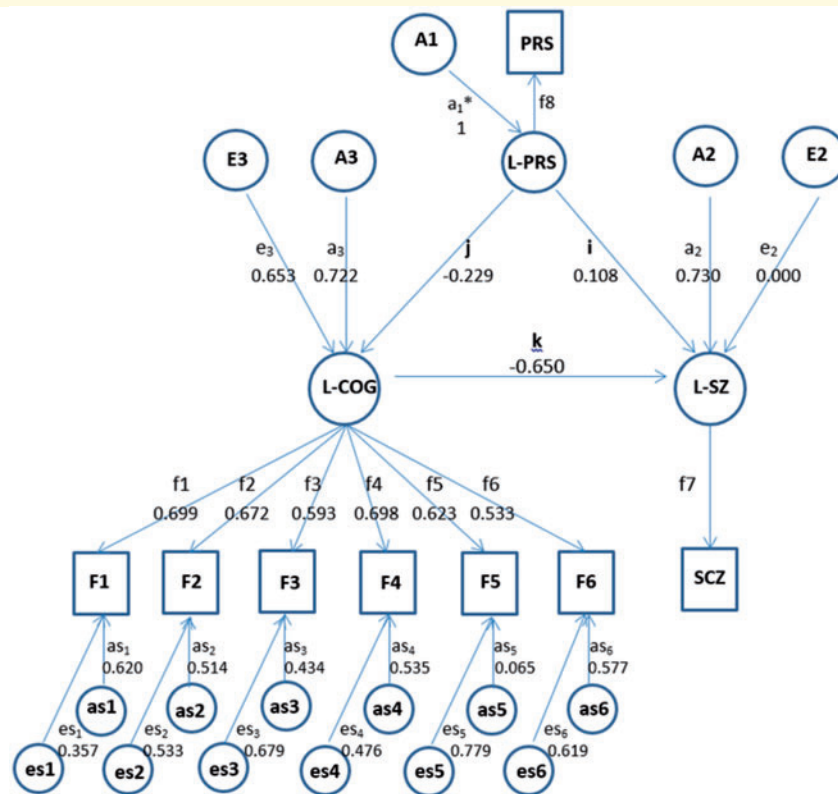 A1 PRS
a₁* f8
1
E3 A3 L-PRS A2 E2
e₃ a₃ j i a₂ e₂
0.653 0.722 -0.229 0.108 0.730 0.000
k
-0.650
L-COG L-SZ
f1 f2 f3 f4 f5 f6 f7
0.699 0.672 0.593 0.698 0.623 0.533
F1 F2 F3 F4 F5 F6 SCZ
as₁ as₂ as₃ as₄ as₅ as₆
0.620 0.514 0.434 0.535 0.065 0.577
as1 as2 as3 as4 as5 as6
es₁ es₂ es₃ es₄ es₅ es₆
0.357 0.533 0.679 0.476 0.779 0.619
es1 es2 es3 es4 es5 es6